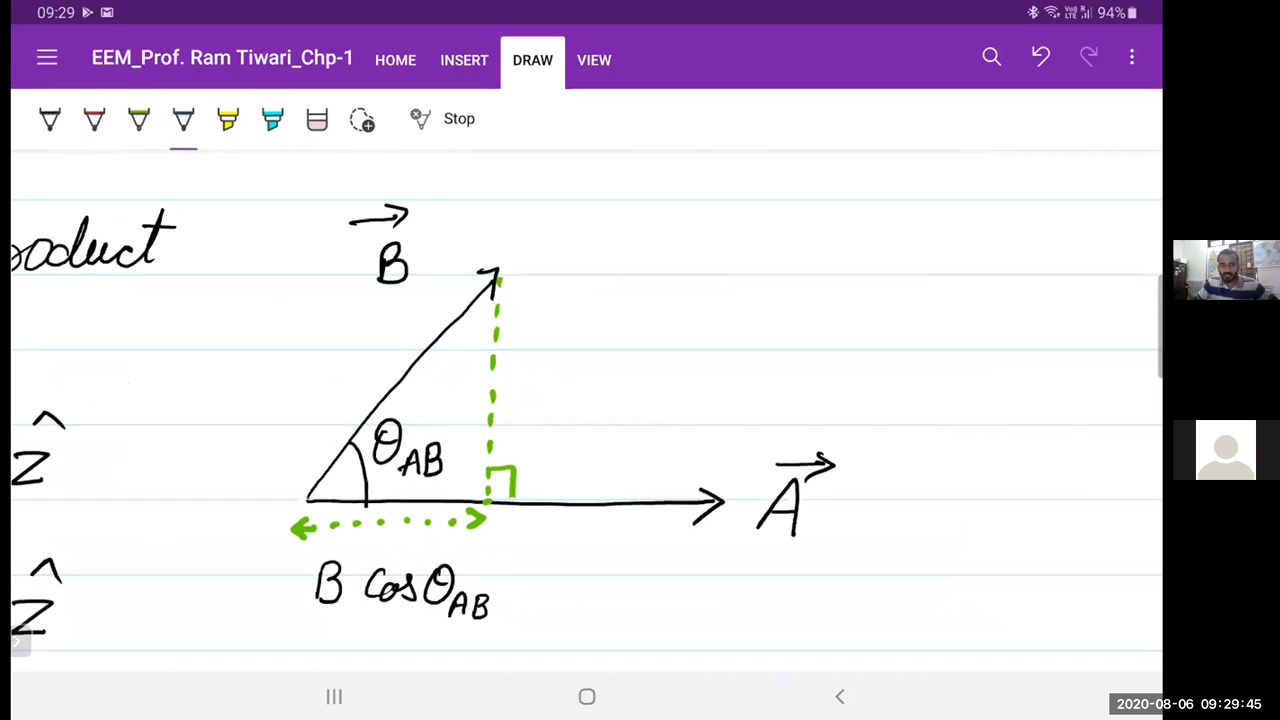 09:29 94%
EEM_Prof. Ram Tiwari_Chp-1 HOME INSERT DRAW VIEW
Stop
oduct
B
ẑ
θAB
A
ẑ
B cosθAB
2020-08-06 09:29:45